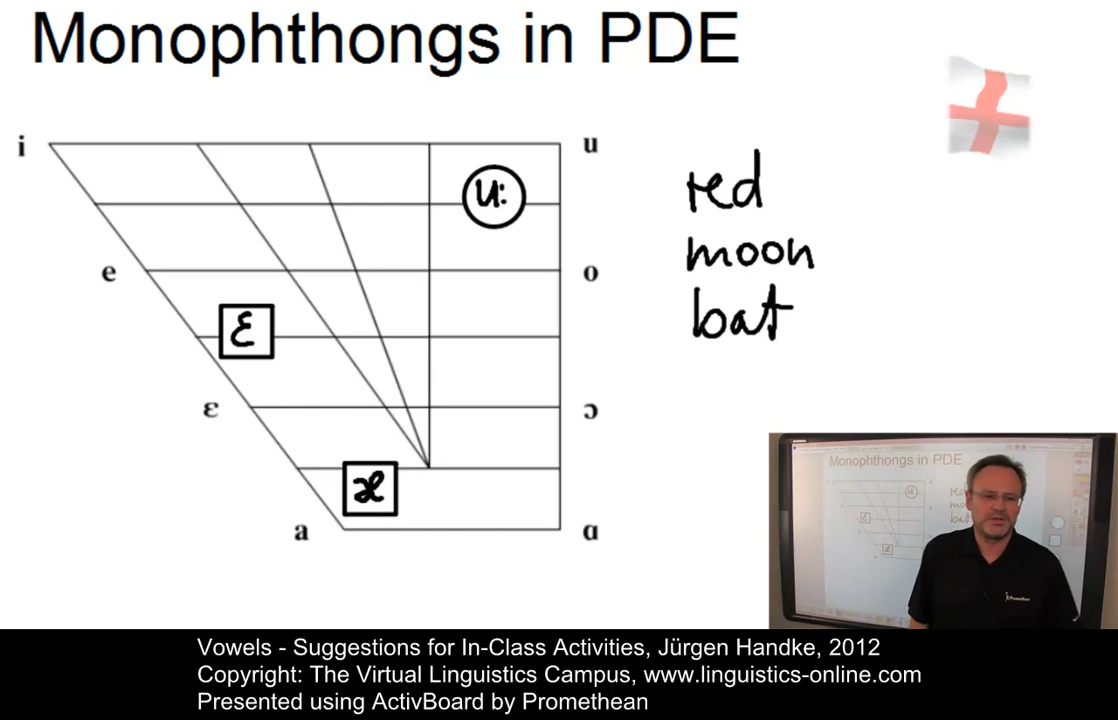 Monophthongs in PDE
i
u
u:
red
moon
e
o
ɛ
bat
ɛ
ɔ
æ
a
ɑ
Monophthongs in PDE
Vowels - Suggestions for In-Class Activities, Jürgen Handke, 2012
Copyright: The Virtual Linguistics Campus, www.linguistics-online.com
Presented using ActivBoard by Promethean